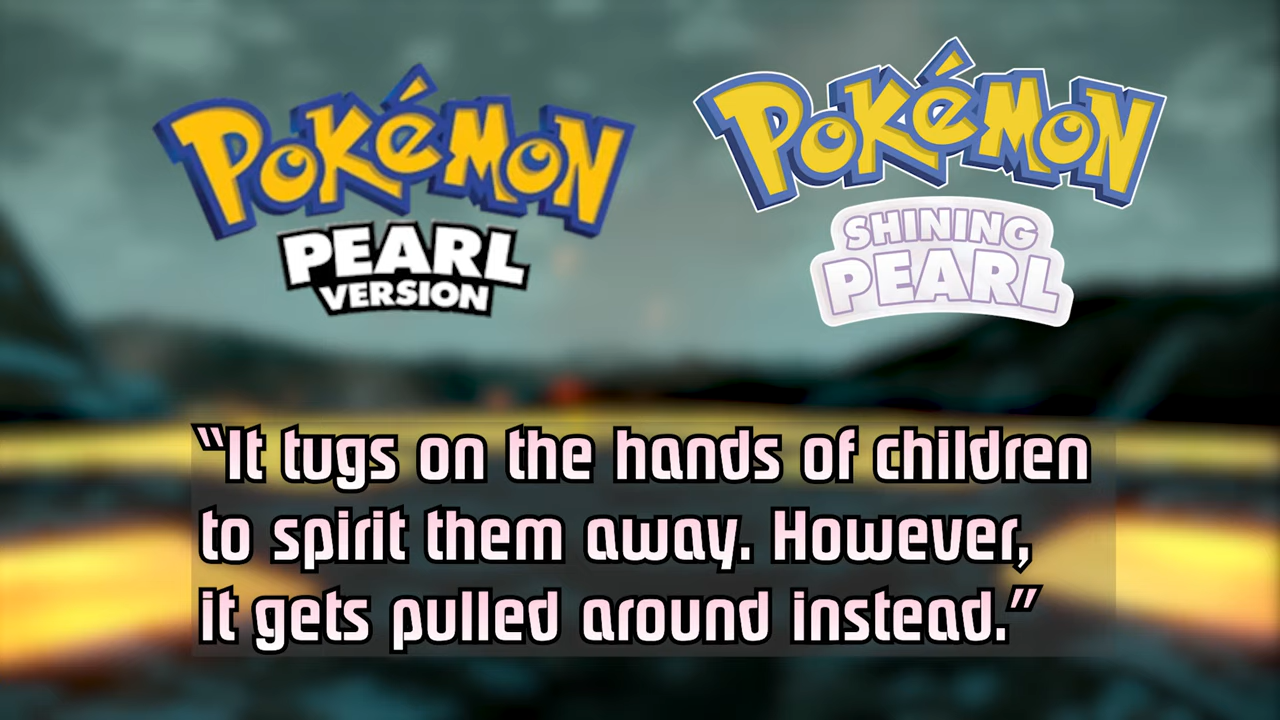 POKéMON
PEARL
VERSION
POKéMON
SHINING
PEARL
“It tugs on the hands of children
to spirit them away. However,
it gets pulled around instead.”